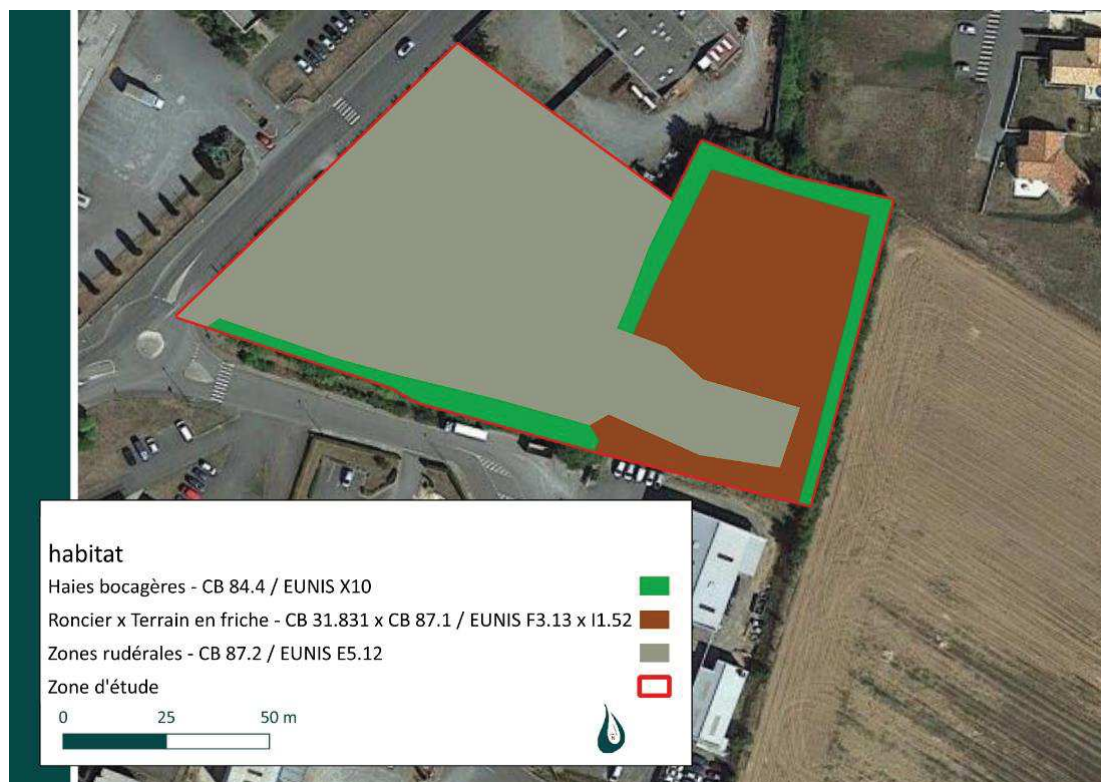 habitat
Haies bocagères - CB 84.4 / EUNIS X10
Roncier x Terrain en friche - CB 31.831 x CB 87.1 / EUNIS F3.13 x I1.52
Zones rudérales - CB 87.2 / EUNIS E5.12
Zone d'étude
0 25 50 m